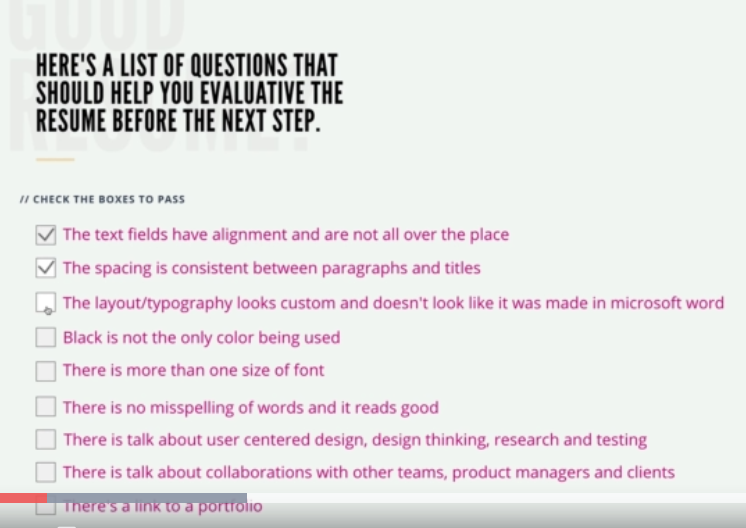 GOOD
RESUME?
HERE'S A LIST OF QUESTIONS THAT
SHOULD HELP YOU EVALUATIVE THE
RESUME BEFORE THE NEXT STEP.
// CHECK THE BOXES TO PASS
The text fields have alignment and are not all over the place
The spacing is consistent between paragraphs and titles
The layout/typography looks custom and doesn't look like it was made in microsoft word
Black is not the only color being used
There is more than one size of font
There is no misspelling of words and it reads good
There is talk about user centered design, design thinking, research and testing
There is talk about collaborations with other teams, product managers and clients
There's a link to a portfolio